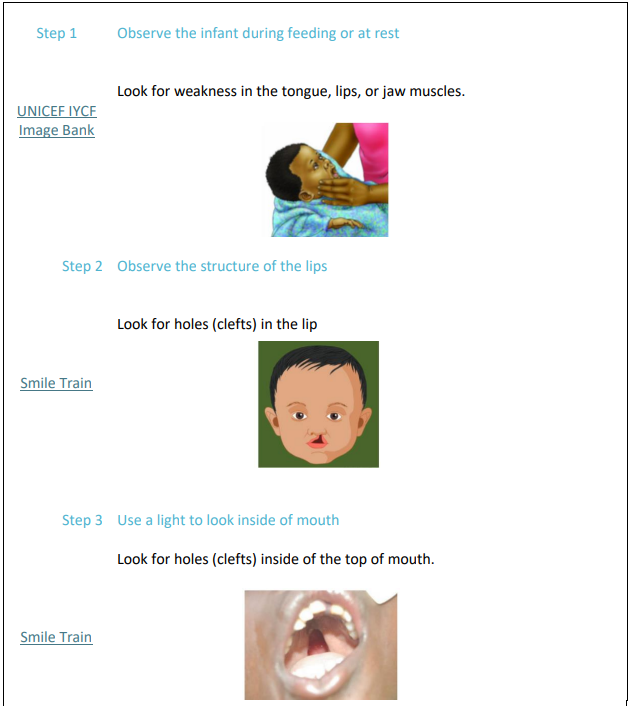 Step 1 Observe the infant during feeding or at rest
Look for weakness in the tongue, lips, or jaw muscles.
UNICEF IYCF
Image Bank
Step 2 Observe the structure of the lips
Look for holes (clefts) in the lip
Smile Train
Step 3 Use a light to look inside of mouth
Look for holes (clefts) inside of the top of mouth.
Smile Train